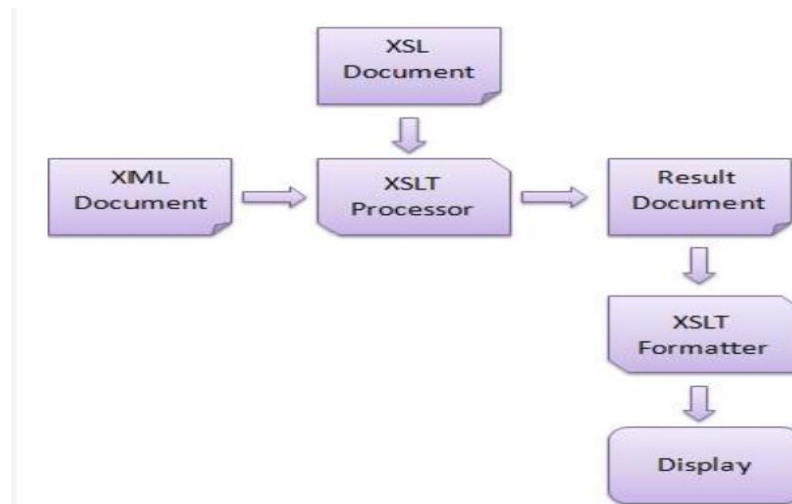 XSL
Document
XML
Document
XSLT
Processor
Result
Document
XSLT
Formatter
Display